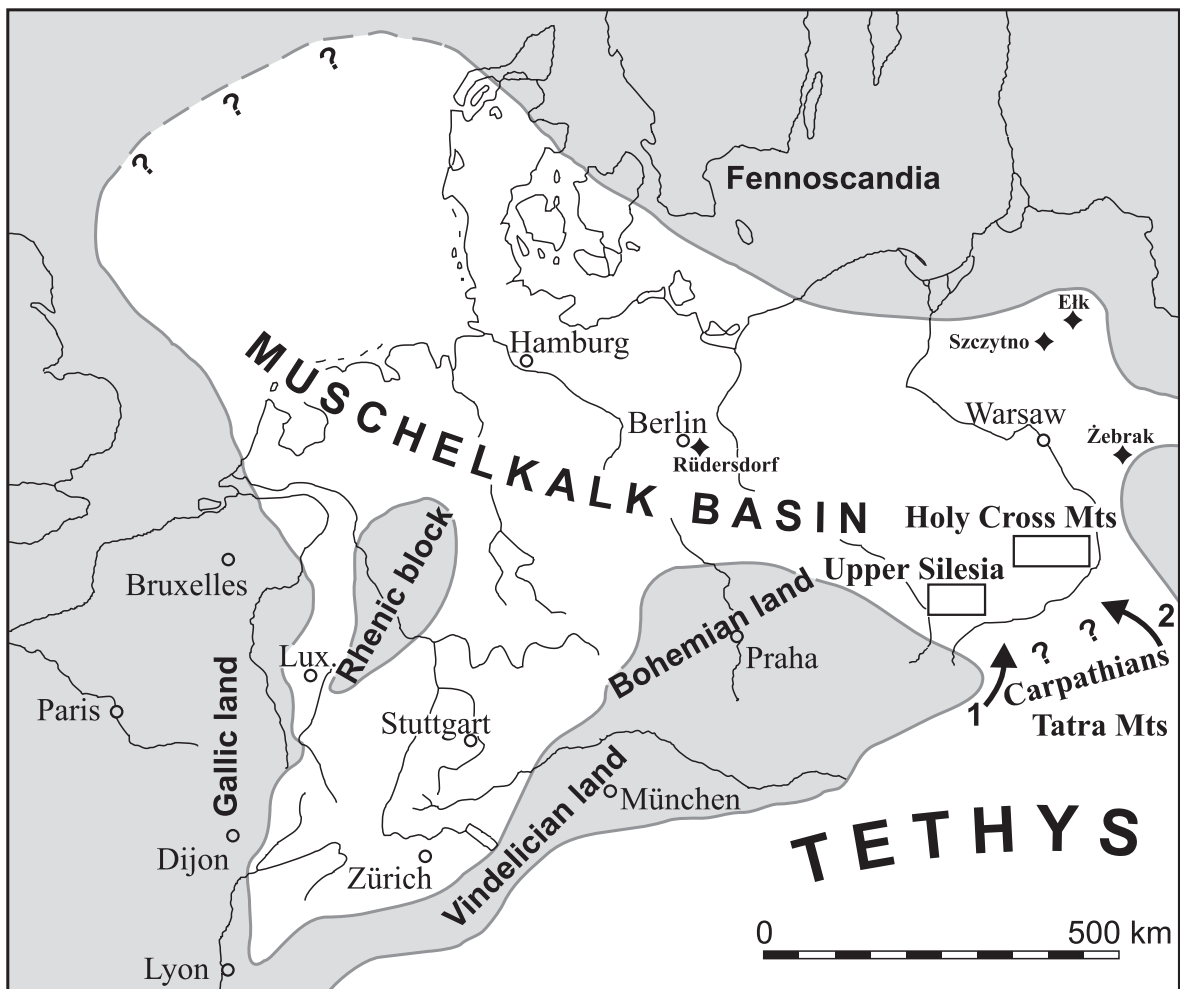 ?
?
?
Fennoscandia
Ełk
Szczytno
Hamburg
MUSCHELKALK BASIN
Warsaw
Berlin
Żebrak
Rüdersdorf
Holy Cross Mts
Bruxelles
Rhenic block
Upper Silesia
Bohemian land
2
?
?
Lux.
Praha
Carpathians
1
Paris
Gallic land
Stuttgart
Tatra Mts
Vindelician land
München
TETHYS
Dijon
Zürich
0
500 km
Lyon